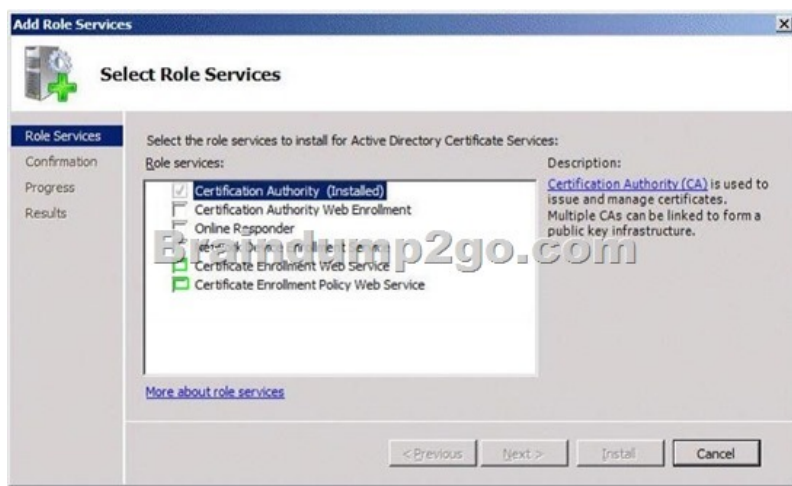 Add Role Services
Select Role Services
Role Services
Confirmation
Progress
Results
Select the role services to install for Active Directory Certificate Services:
Role services:
Certification Authority (Installed)
Certification Authority Web Enrollment
Online Responder
Certificate Enrollment Web Service
Certificate Enrollment Policy Web Service
Braindump2go.com
Description:
Certification Authority (CA) is used to
issue and manage certificates.
Multiple CAs can be linked to form a
public key infrastructure.
More about role services
< Previous
Next >
Install
Cancel